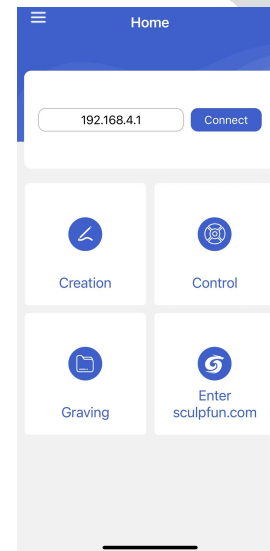 Home
192.168.4.1
Connect
Creation
Control
Graving
Enter
sculpfun.com